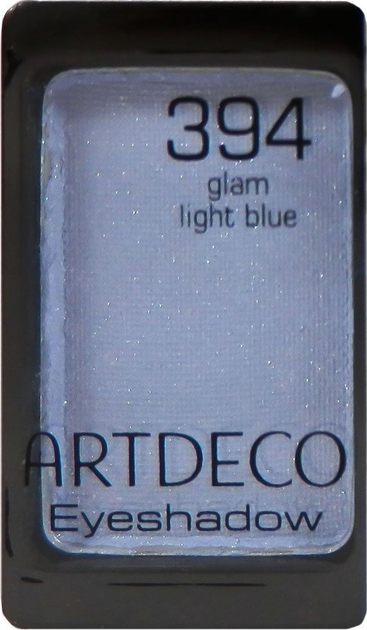 394
glam
light blue
ARTDECO
Eyeshadow